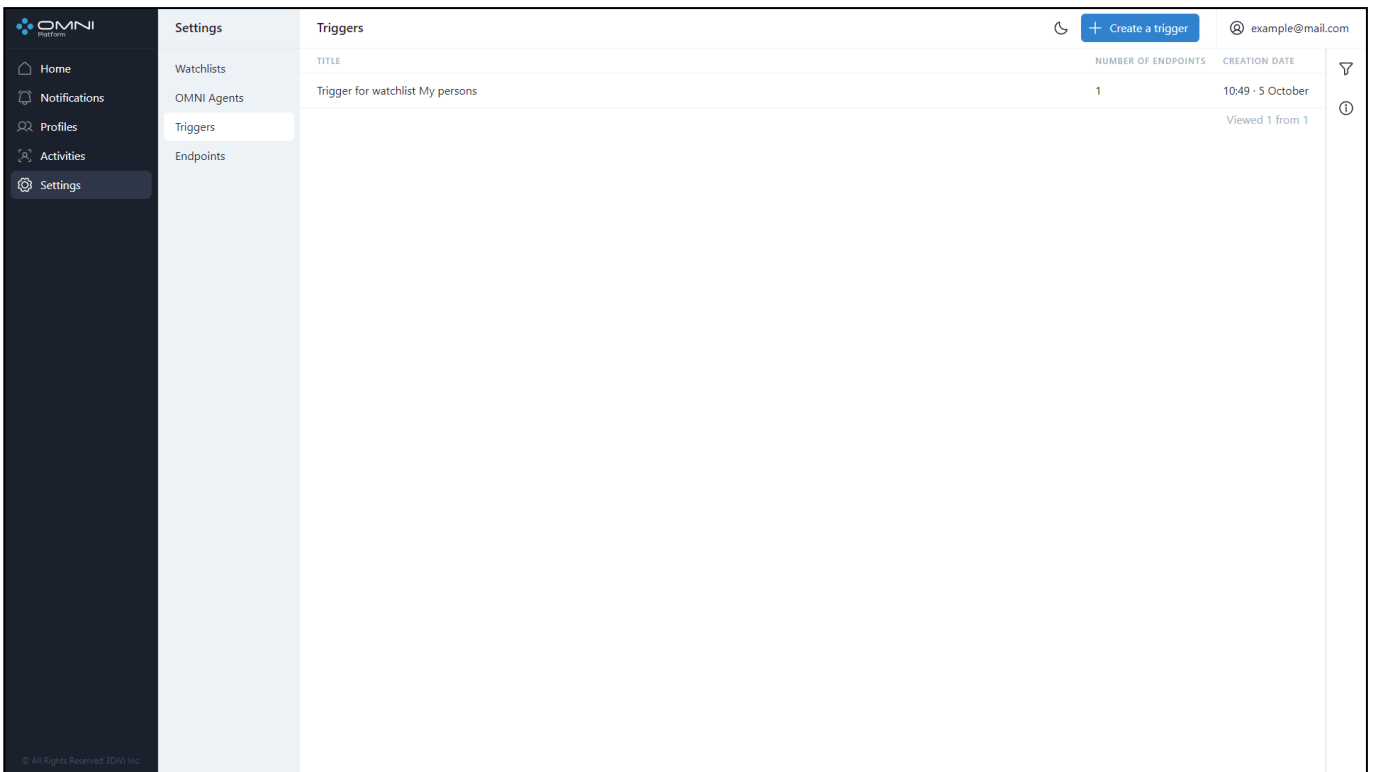 OMNI
Platform
Home
Notifications
Profiles
Activities
Settings
© All Rights Reserved 3DiVi Inc.
Settings
Watchlists
OMNI Agents
Triggers
Endpoints
Triggers
Create a trigger
example@mail.com
TITLE NUMBER OF ENDPOINTS CREATION DATE
Trigger for watchlist My persons 1 10:49 · 5 October
Viewed 1 from 1